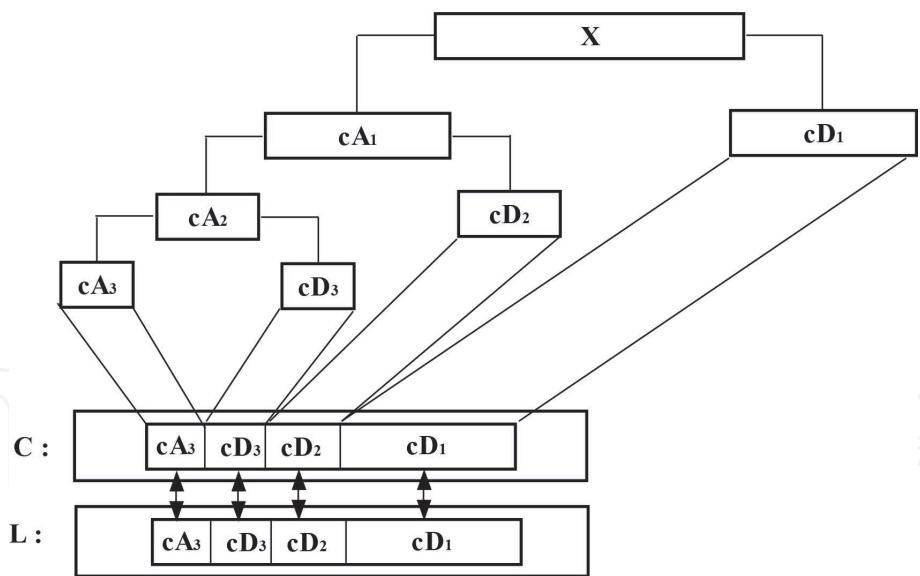 X
cA₁
cD₁
cA₂
cD₂
cA₃
cD₃
C : cA₃ cD₃ cD₂ cD₁
L : cA₃ cD₃ cD₂ cD₁